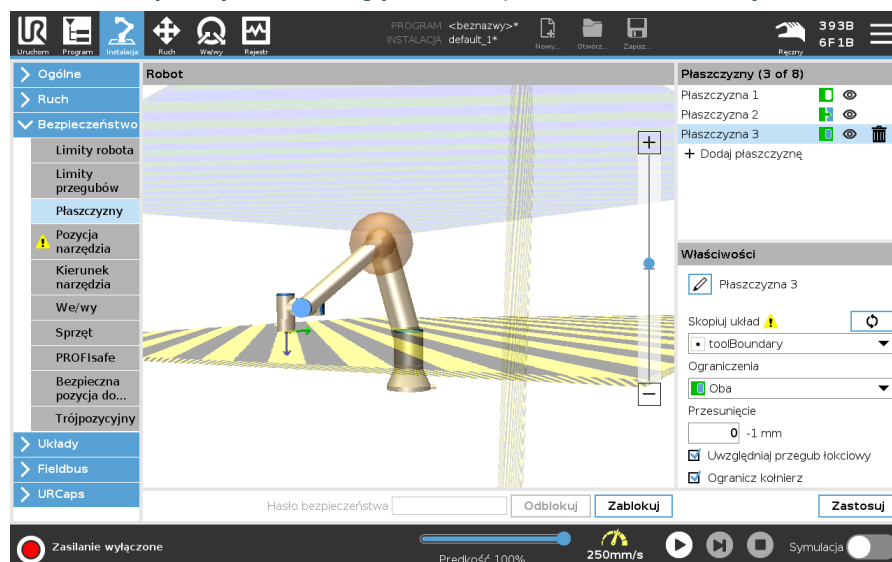 PROGRAM <beznazwy>*
INSTALACJA default_1*
Uruchom Program Instalacja Ruch We/wy Rejestr
Nowy... Otwórz... Zapisz...
Ręczny
393B
6F1B
Ogólne
Ruch
Bezpieczeństwo
Limity robota
Limity
przegubów
Płaszczyzny
Pozycja
narzędzia
Kierunek
narzędzia
We/wy
Sprzęt
PROFIsafe
Bezpieczna
pozycja do...
Trójpozycyjny
Układy
Fieldbus
URCaps
Robot
Hasło bezpieczeństwa Odblokuj Zablokuj
Płaszczyzny (3 of 8)
Płaszczyzna 1
Płaszczyzna 2
Płaszczyzna 3
+ Dodaj płaszczyznę
Właściwości
Płaszczyzna 3
Skopiuj układ
toolBoundary
Ograniczenia
Oba
Przesunięcie
0 -1 mm
Uwzględniaj przegub łokciowy
Ogranicz kołnierz
Zastosuj
Zasilanie wyłączone
Prędkość 100%
250mm/s
Symulacja